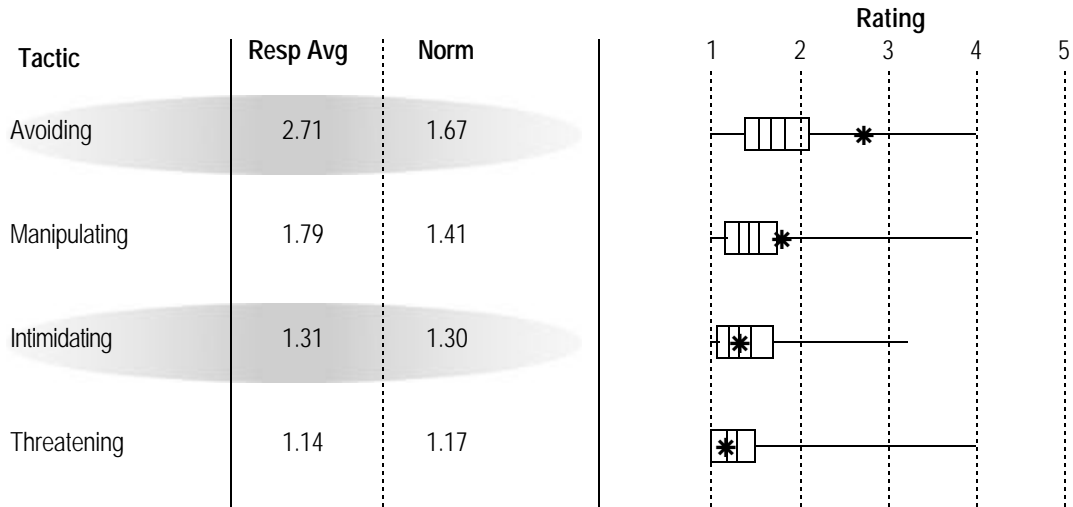 Rating
Tactic Resp Avg Norm 1 2 3 4 5
Avoiding 2.71 1.67
Manipulating 1.79 1.41
Intimidating 1.31 1.30
Threatening 1.14 1.17